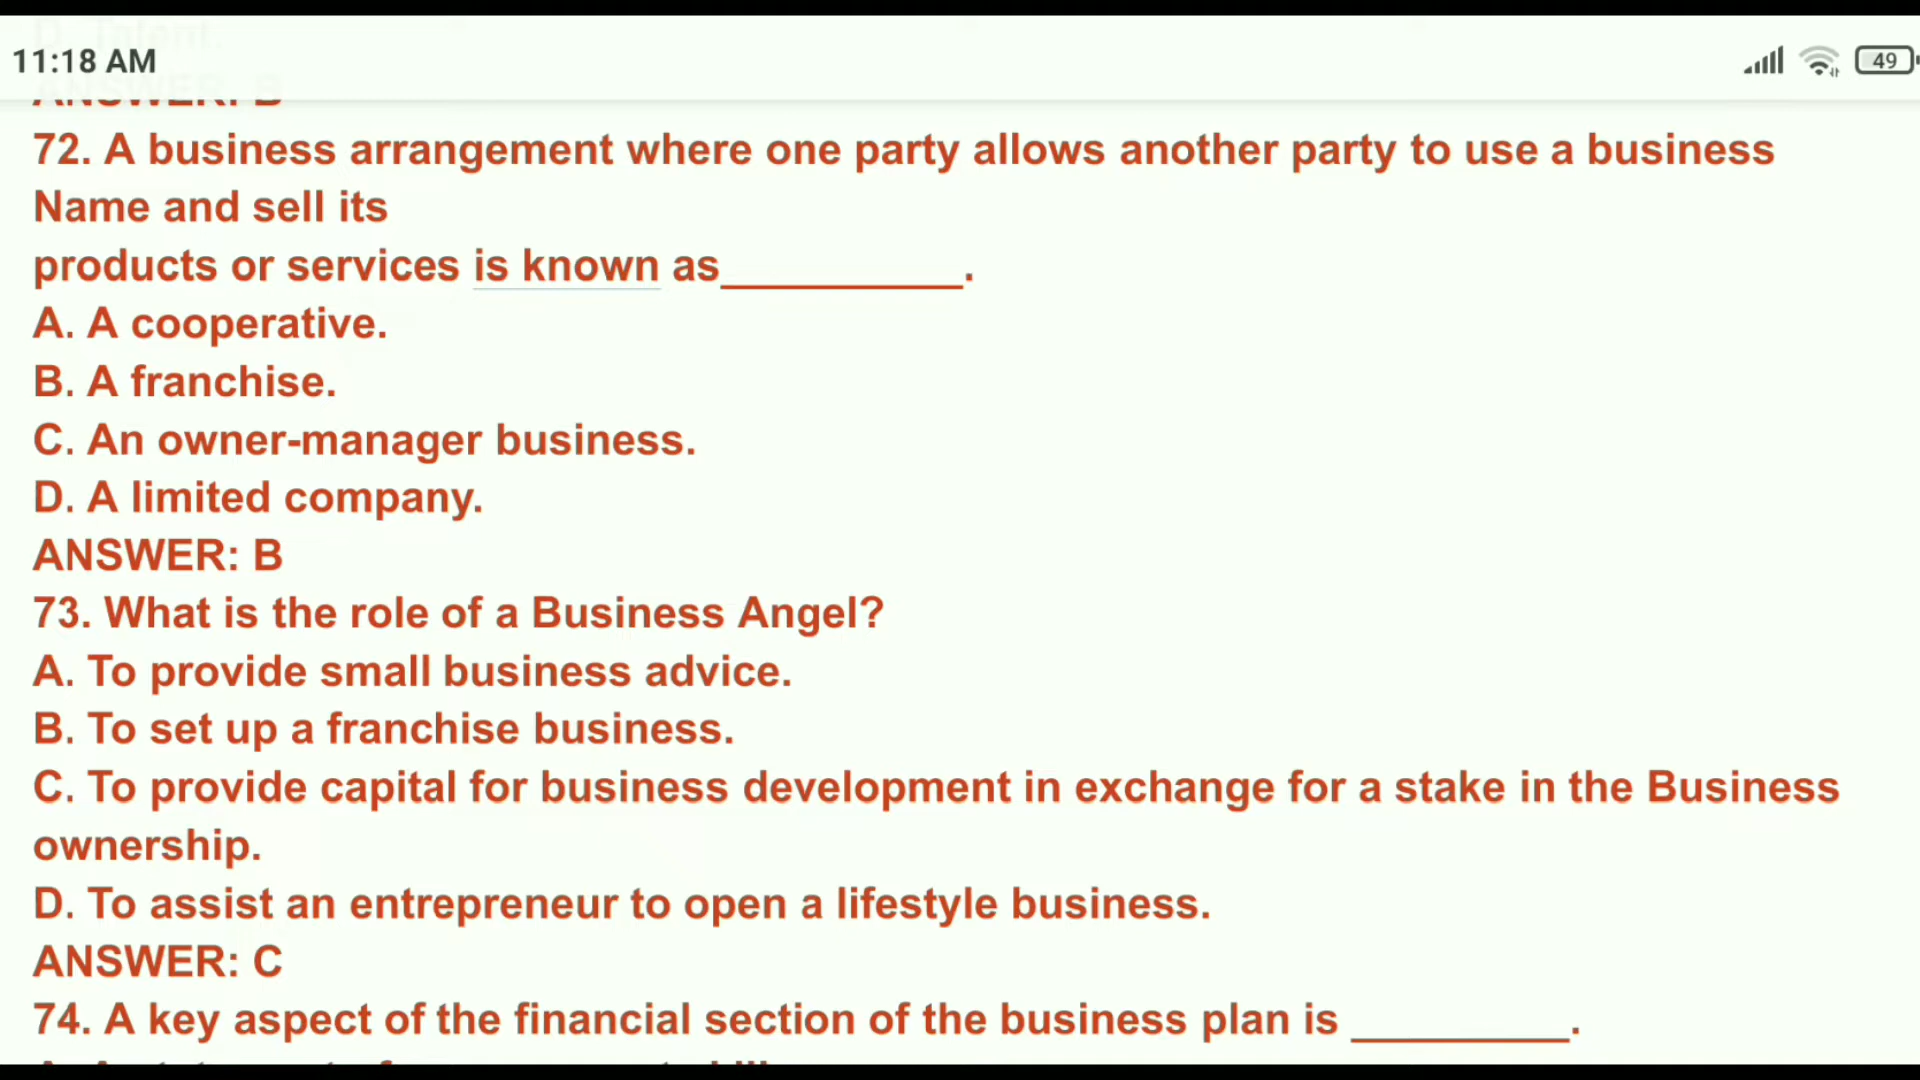 D. Talent.
11:18 AM
49
ANSWER: B
72. A business arrangement where one party allows another party to use a business
Name and sell its
products or services is known as__________.
A. A cooperative.
B. A franchise.
C. An owner-manager business.
D. A limited company.
ANSWER: B
73. What is the role of a Business Angel?
A. To provide small business advice.
B. To set up a franchise business.
C. To provide capital for business development in exchange for a stake in the Business
ownership.
D. To assist an entrepreneur to open a lifestyle business.
ANSWER: C
74. A key aspect of the financial section of the business plan is _________.